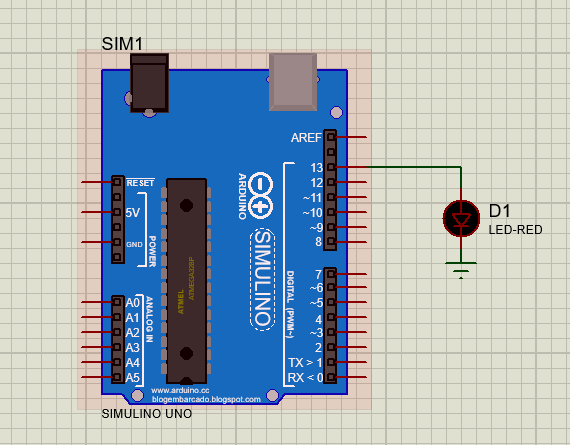 SIM1
AREF
13
12
~11
~10
~9
8
7
~6
~5
4
~3
2
TX > 1
RX < 0
RESET
5V
GND
POWER
A0
A1
A2
A3
A4
A5
ANALOG IN
ATMEL
ATMEGA328P
ARDUINO
SIMULINO
DIGITAL (PWM~)
www.arduino.cc
blogembarcado.blogspot.com
SIMULINO UNO
D1
LED-RED